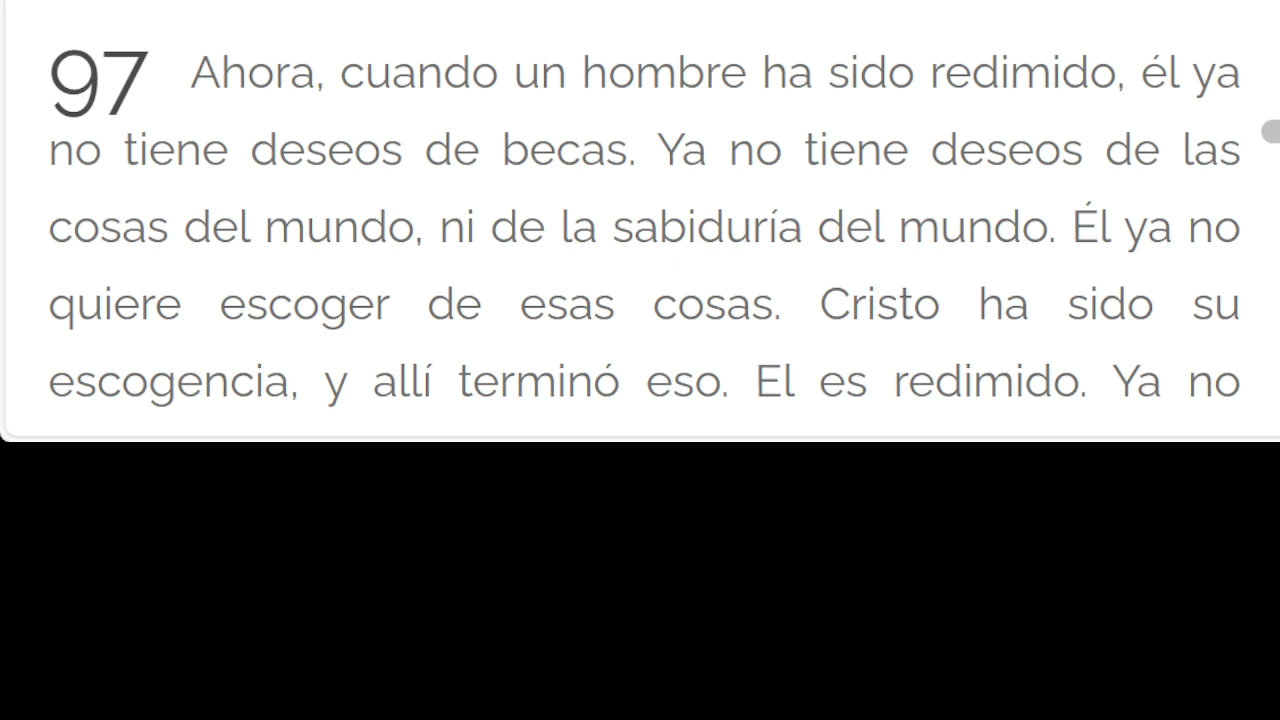 97 Ahora, cuando un hombre ha sido redimido, él ya
no tiene deseos de becas. Ya no tiene deseos de las
cosas del mundo, ni de la sabiduría del mundo. Él ya no
quiere escoger de esas cosas. Cristo ha sido su
escogencia, y allí terminó eso. El es redimido. Ya no